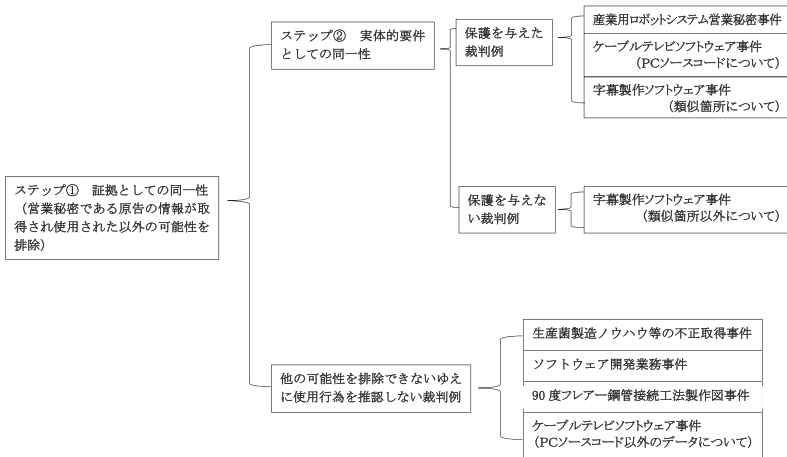 ステップ① 証拠としての同一性
(営業秘密である原告の情報が取
得され使用された以外の可能性を
排除)
ステップ② 実体的要件
としての同一性
保護を与えた
裁判例
産業用ロボットシステム営業秘密事件
ケーブルテレビソフトウェア事件
(PCソースコードについて)
字幕製作ソフトウェア事件
(類似箇所について)
保護を与えな
い裁判例
字幕製作ソフトウェア事件
(類似箇所以外について)
他の可能性を排除できないゆえ
に使用行為を推認しない裁判例
生産菌製造ノウハウ等の不正取得事件
ソフトウェア開発業務事件
90 度フレアー鋼管接続工法製作図事件
ケーブルテレビソフトウェア事件
(PCソースコード以外のデータについて)